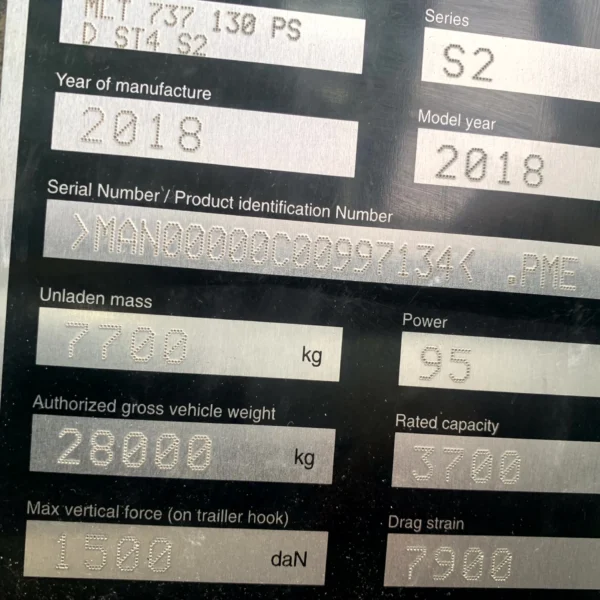 MLT 737 130 PS
D ST4 S2
Series
S2
Year of manufacture
2018
Model year
2018
Serial Number / Product identification Number
>MAN00000C00997134< .PME
Unladen mass
7700 kg
Power
95
Authorized gross vehicle weight
28000 kg
Rated capacity
3700
Max vertical force (on trailler hook)
1500 daN
Drag strain
7900